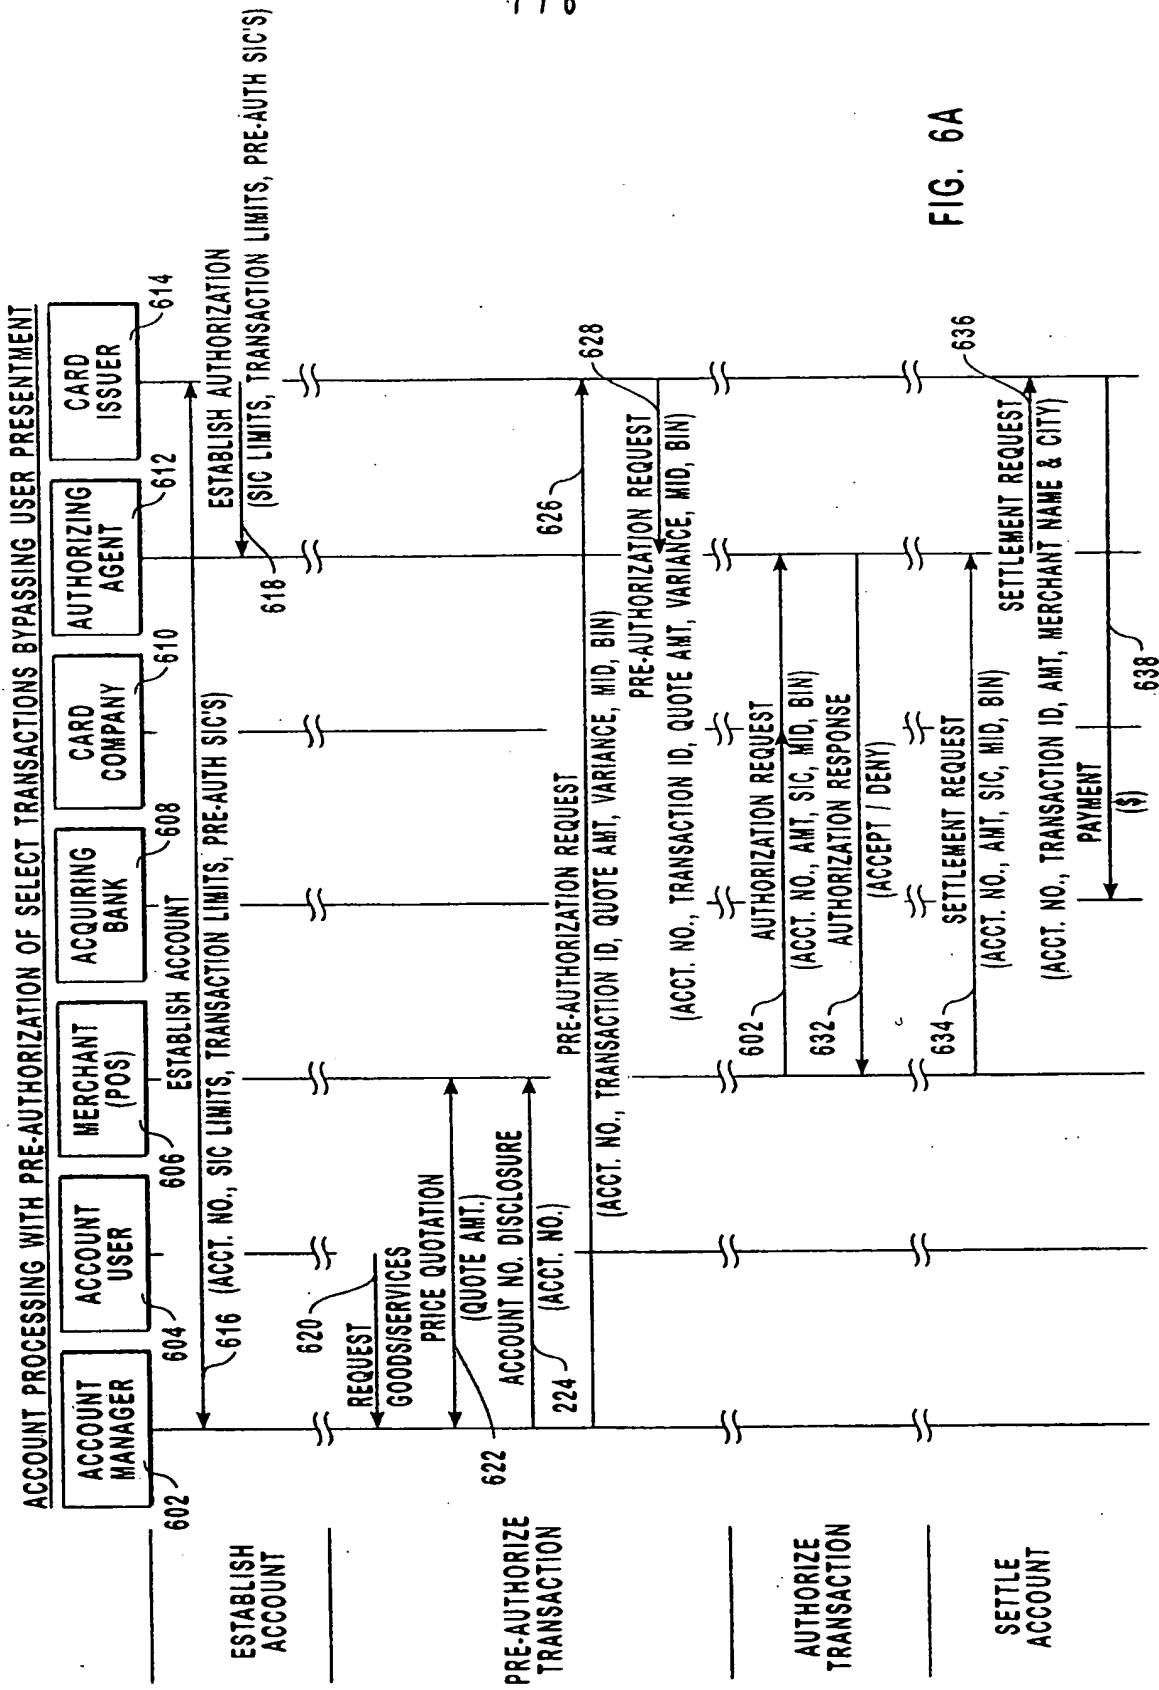 7 / 8
ACCOUNT PROCESSING WITH PRE-AUTHORIZATION OF SELECT TRANSACTIONS BYPASSING USER PRESENTMENT
ACCOUNT
MANAGER
602
ACCOUNT
USER
604
MERCHANT
(POS)
606
ACQUIRING
BANK
608
CARD
COMPANY
610
AUTHORIZING
AGENT
612
CARD
ISSUER
614
ESTABLISH
ACCOUNT
ESTABLISH ACCOUNT
616 (ACCT. NO., SIC LIMITS, TRANSACTION LIMITS, PRE-AUTH SIC'S)
ESTABLISH AUTHORIZATION
(SIC LIMITS, TRANSACTION LIMITS, PRE-AUTH SIC'S)
618
PRE-AUTHORIZE
TRANSACTION
620
REQUEST
GOODS/SERVICES
PRICE QUOTATION
(QUOTE AMT.)
622
ACCOUNT NO. DISCLOSURE
(ACCT. NO.)
224
PRE-AUTHORIZATION REQUEST
(ACCT. NO., TRANSACTION ID, QUOTE AMT, VARIANCE, MID, BIN)
626
PRE-AUTHORIZATION REQUEST
(ACCT. NO., TRANSACTION ID, QUOTE AMT, VARIANCE, MID, BIN)
628
AUTHORIZE
TRANSACTION
602
AUTHORIZATION REQUEST
(ACCT. NO., AMT, SIC, MID, BIN)
632
AUTHORIZATION RESPONSE
(ACCEPT / DENY)
SETTLE
ACCOUNT
634
SETTLEMENT REQUEST
(ACCT. NO., AMT, SIC, MID, BIN)
SETTLEMENT REQUEST
636
(ACCT. NO., TRANSACTION ID, AMT, MERCHANT NAME & CITY)
PAYMENT
($)
638
FIG. 6A